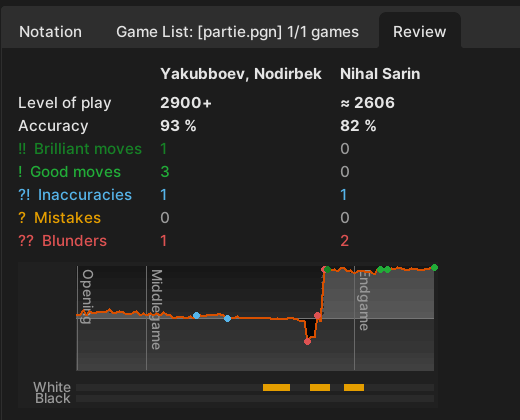 Notation Game List: [partie.pgn] 1/1 games Review
Yakubboev, Nodirbek Nihal Sarin
Level of play 2900+ ≈ 2606
Accuracy 93 % 82 %
!! Brilliant moves 1 0
! Good moves 3 0
?! Inaccuracies 1 1
? Mistakes 0 0
?? Blunders 1 2
Opening
Middlegame
Endgame
White
Black